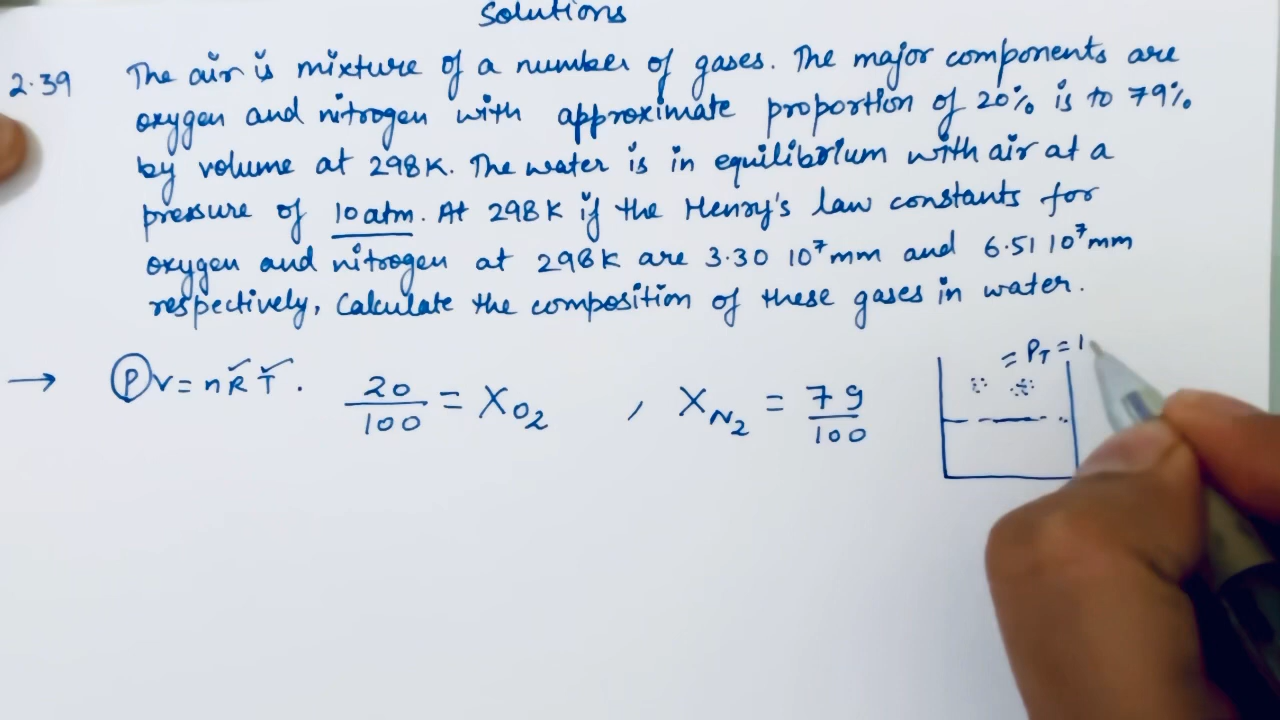 Solutions
2.39 The air is mixture of a number of gases. The major components are
oxygen and nitrogen with approximate proportion of 20% is to 79%
by volume at 298K. The water is in equilibrium with air at a
pressure of 10 atm. At 298K if the Henry's law constants for
oxygen and nitrogen at 298K are 3.30 10⁷mm and 6.51 10⁷mm
respectively, Calculate the composition of these gases in water.
→ PV = nRT. 20/100 = X O₂ , X N₂ = 79/100
= P_T = 1